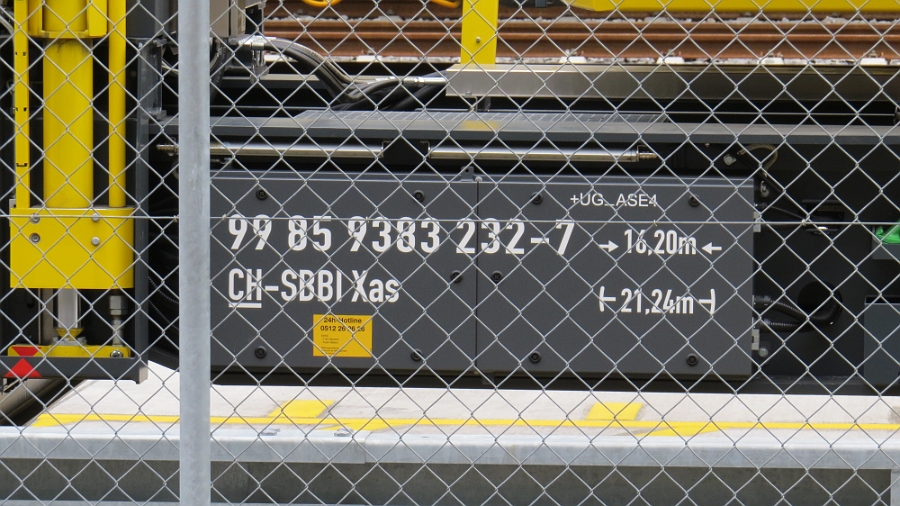 +UG_ASE4
99 85 9383 232-7
→16,20m←
CH-SBBI Xas
21,24m
24h-Hotline